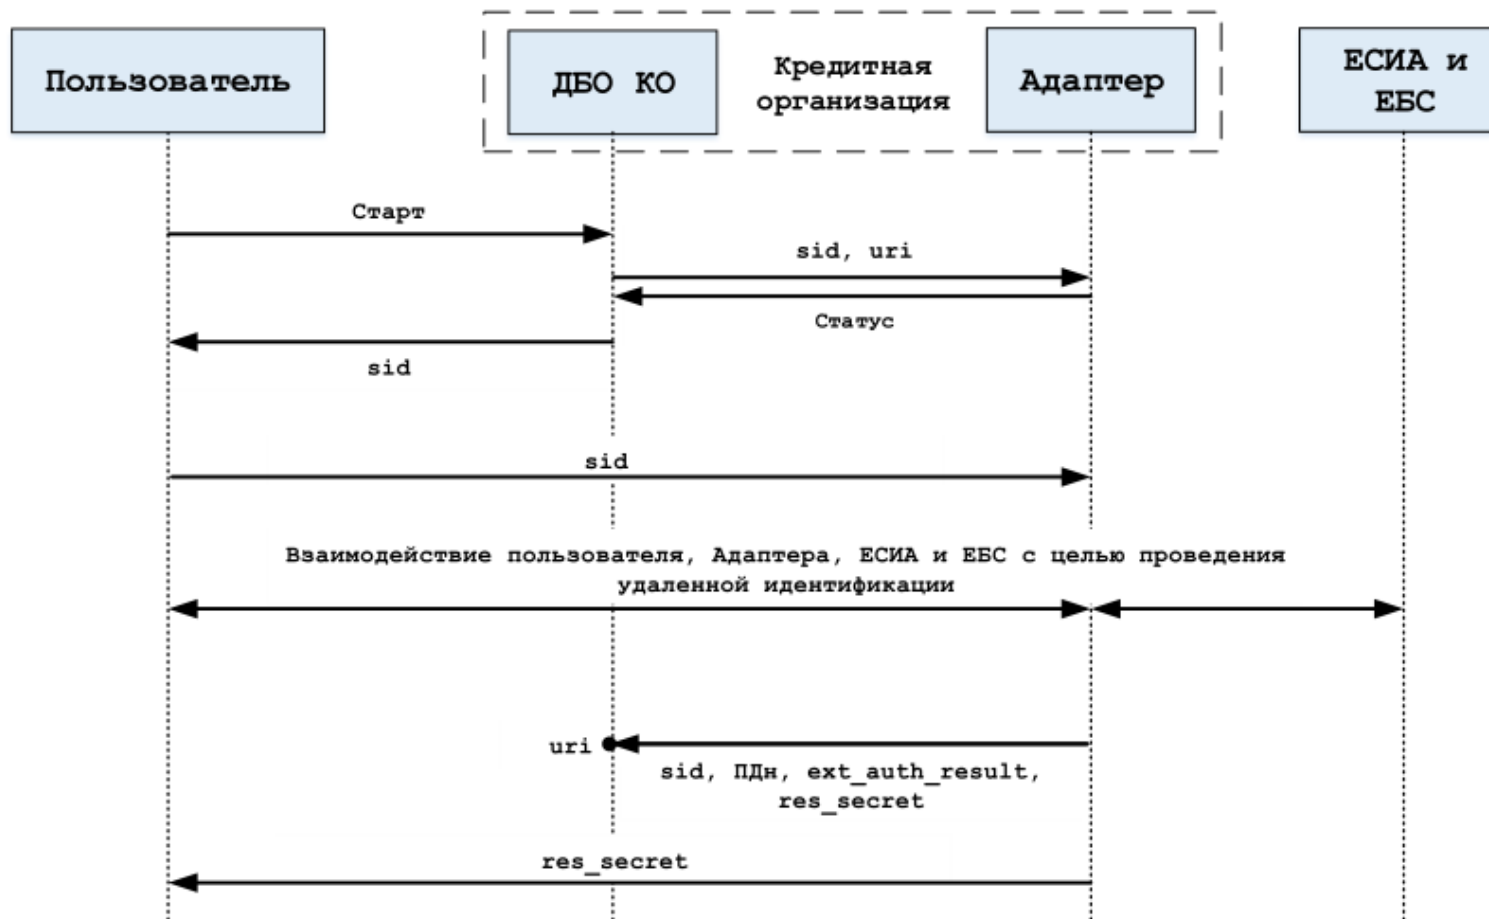 Пользователь
ДБО КО
Кредитная
организация
Адаптер
ЕСИА и
ЕБС
Старт
sid, uri
Статус
sid
sid
Взаимодействие пользователя, Адаптера, ЕСИА и ЕБС с целью проведения
удаленной идентификации
uri
sid, ПДн, ext_auth_result,
res_secret
res_secret